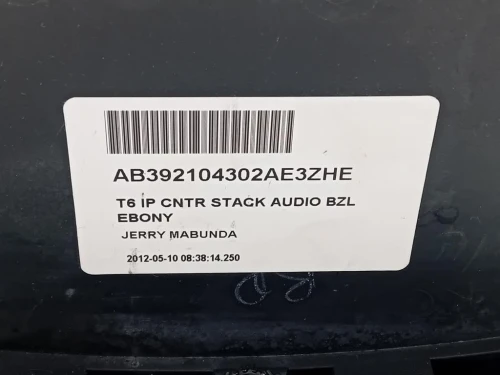 AB392104302AE3ZHE
T6 IP CNTR STACK AUDIO BZL
EBONY
JERRY MABUNDA
2012-05-10 08:38:14.250